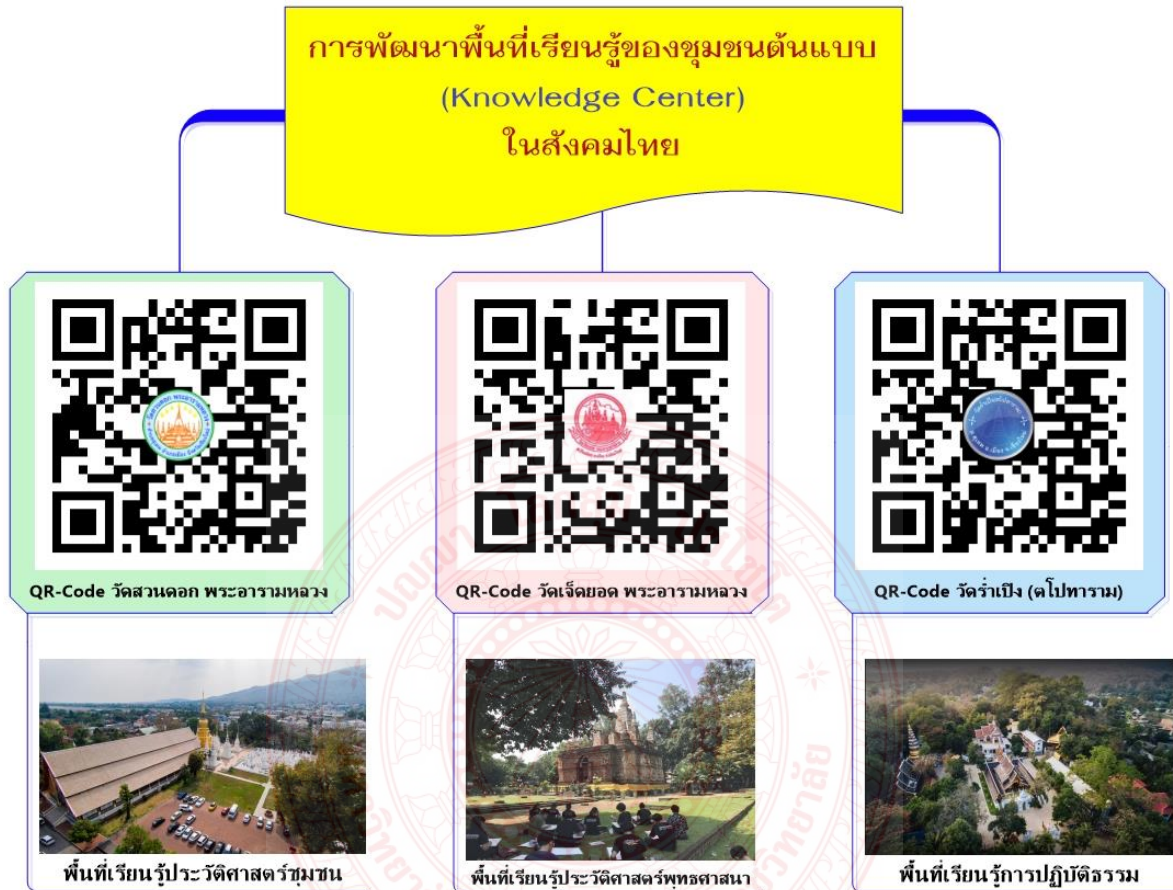 การพัฒนาพื้นที่เรียนรู้ของชุมชนต้นแบบ
(Knowledge Center)
ในสังคมไทย
QR-Code วัดสวนดอก พระอารามหลวง
QR-Code วัดเจ็ดยอด พระอารามหลวง
QR-Code วัดร่ำเปิง (ตโปทาราม)
พื้นที่เรียนรู้ประวัติศาสตร์ชุมชน
พื้นที่เรียนรู้ประวัติศาสตร์พุทธศาสนา
พื้นที่เรียนรู้การปฏิบัติธรรม